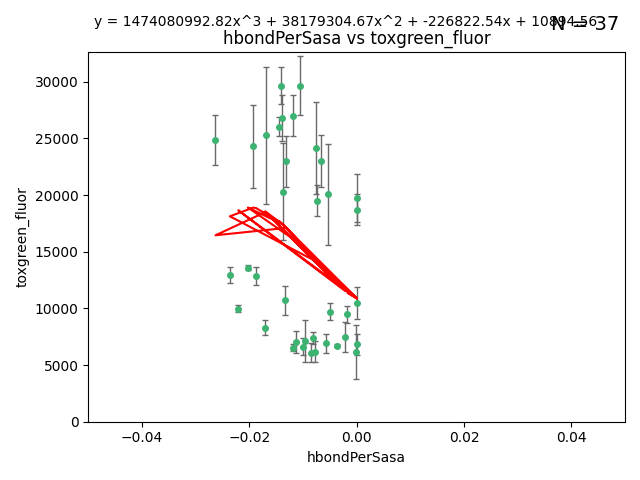 y = 1474080992.82x^3 + 38179304.67x^2 + -226822.54x + 10894.56
N = 37
hbondPerSasa vs toxgreen_fluor
30000
25000
20000
15000
10000
5000
0
toxgreen_fluor
−0.04
−0.02
0.00
0.02
0.04
hbondPerSasa